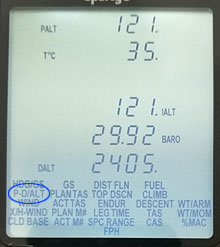 PALT 121.
T°C 35.
121. IALT
29.92 BARO
DALT 2405.
HDG/GS GS DIST FLN FUEL
P-D/ALT PLANTAS TOP DSCN CLIMB
WIND ACT TAS ENDUR DESCENT WT/ARM
X/H-WIND PLAN M# LEG TIME TAS WT/MOM
CLD BASE ACT M# SPC RANGE CAS %MAC
FPH